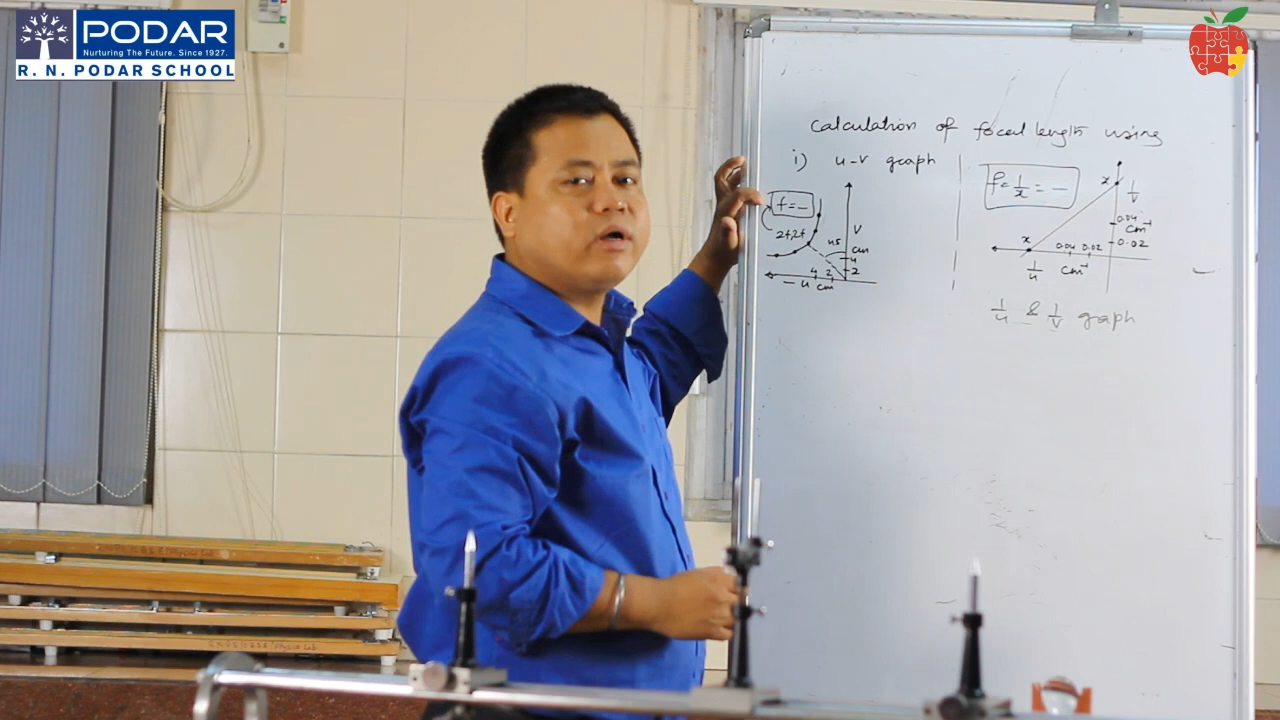 PODAR
Nurturing The Future. Since 1927.
R. N. PODAR SCHOOL
Calculation of focal length using
i) u-v graph
f = —
2f, 2f
45
v
cm
4
2
4 2
-u cm
f = 1/x = —
x
1/v
0.04
cm⁻¹
0.02
x
0.04 0.02
1/u cm⁻¹
1/u & 1/v graph